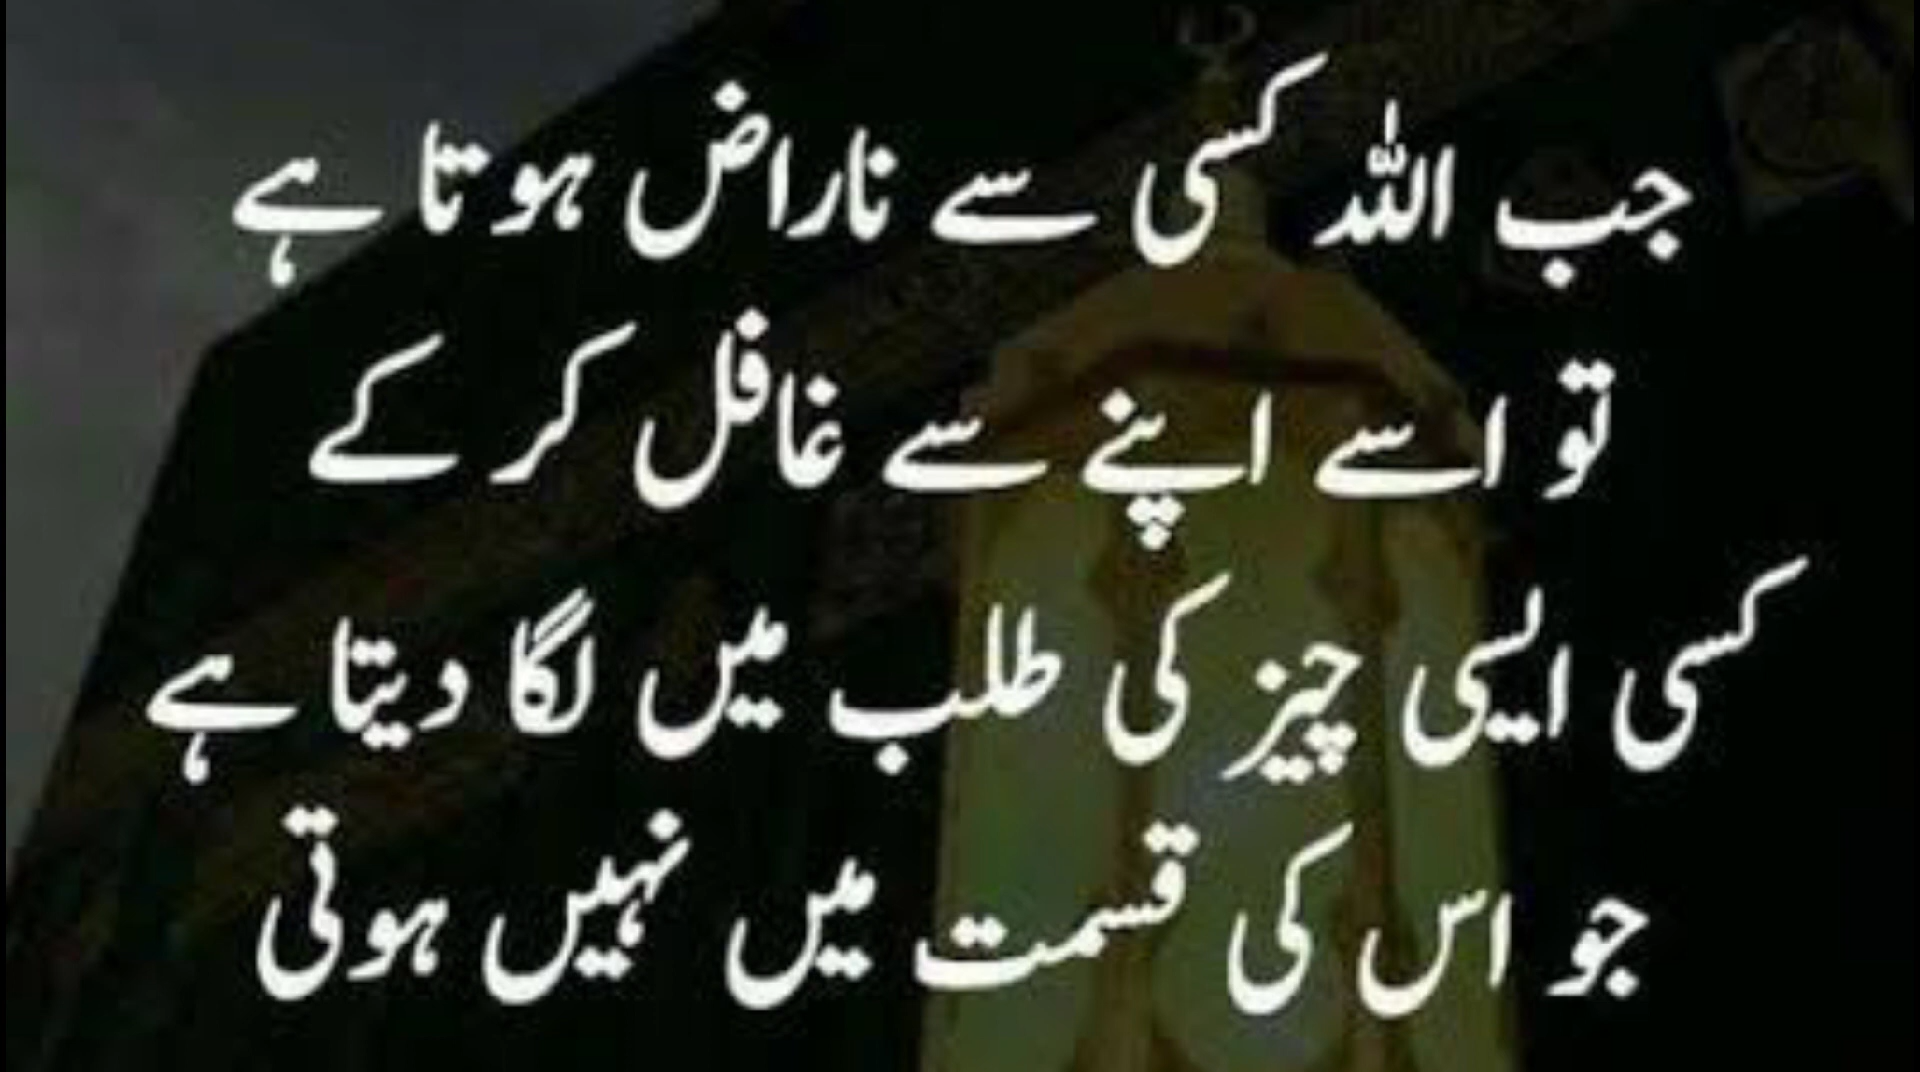 جب اللہ کسی سے ناراض ہوتا ہے
تو اسے اپنے سے غافل کر کے
کسی ایسی چیز کی طلب میں لگا دیتا ہے
جو اس کی قسمت میں نہیں ہوتی